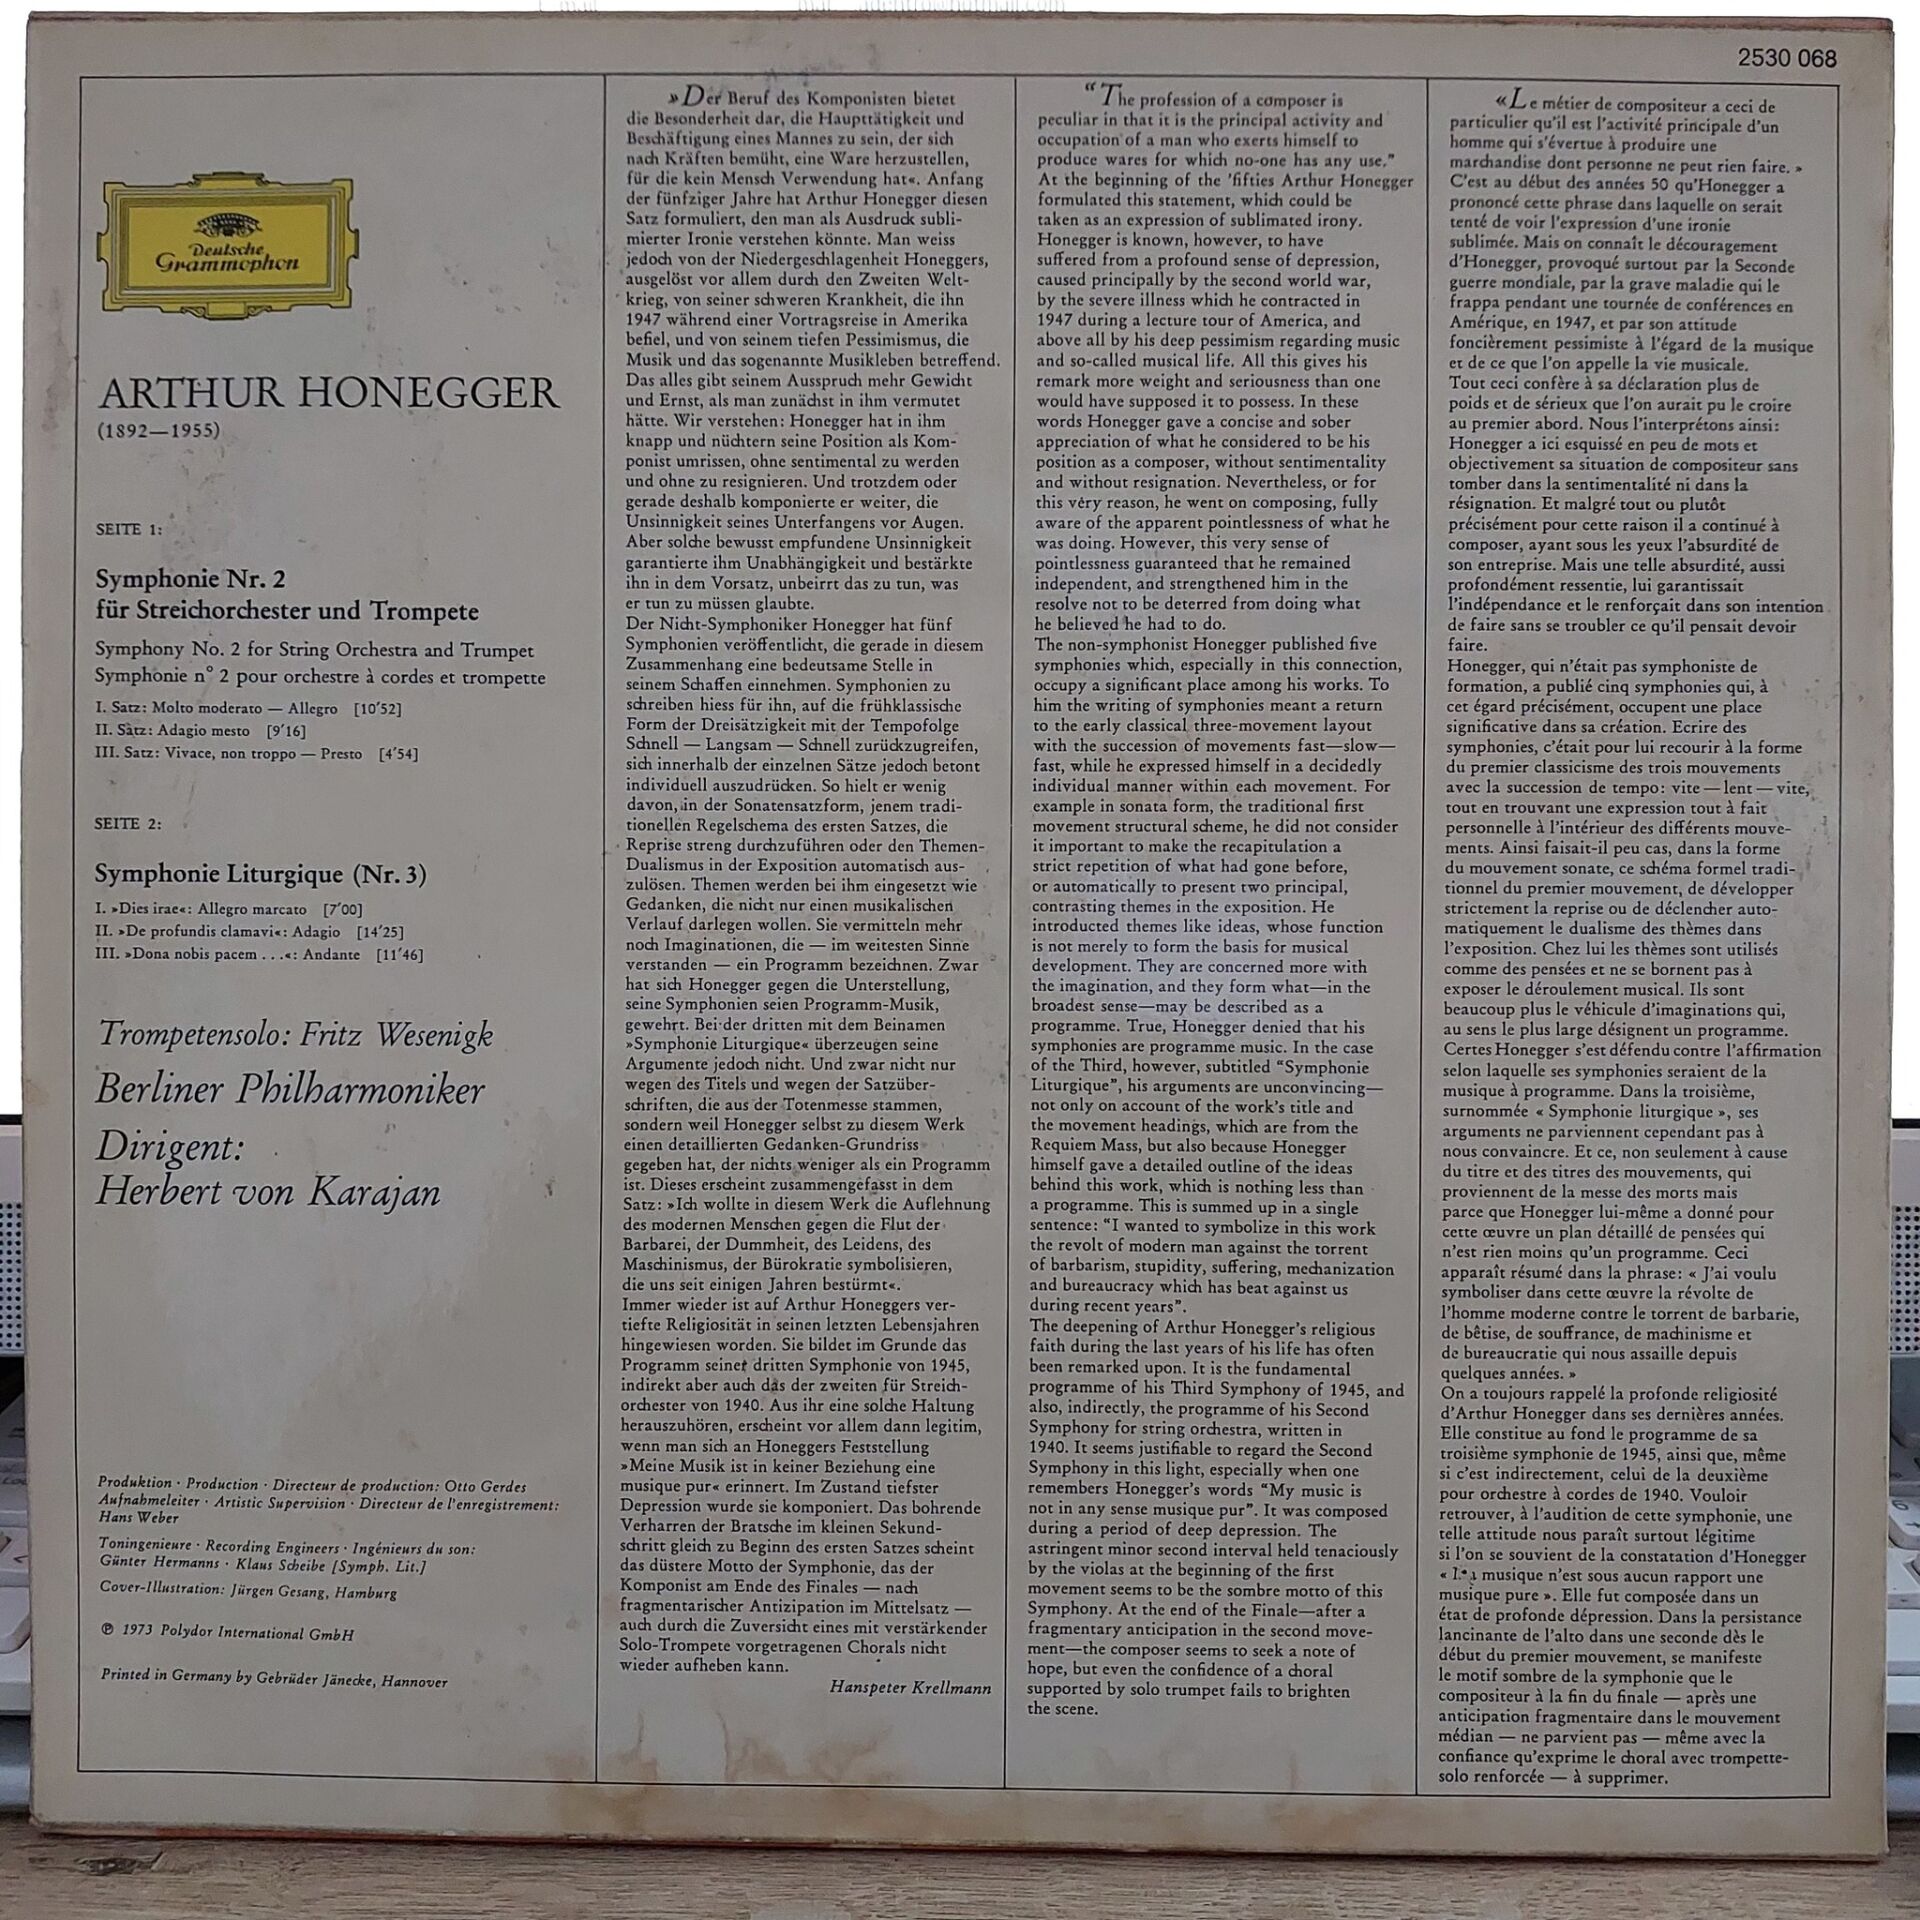 2530 068
Deutsche
Grammophon
ARTHUR HONEGGER
(1892—1955)
SEITE 1:
Symphonie Nr. 2
für Streichorchester und Trompete
Symphony No. 2 for String Orchestra and Trumpet
Symphonie n° 2 pour orchestre à cordes et trompette
I. Satz: Molto moderato — Allegro [10'52]
II. Satz: Adagio mesto [9'16]
III. Satz: Vivace, non troppo — Presto [4'54]
SEITE 2:
Symphonie Liturgique (Nr. 3)
I. »Dies irae«: Allegro marcato [7'00]
II. »De profundis clamavi«: Adagio [14'25]
III. »Dona nobis pacem . . .«: Andante [11'46]
Trompetensolo: Fritz Wesenigk
Berliner Philharmoniker
Dirigent:
Herbert von Karajan
Produktion · Production · Directeur de production: Otto Gerdes
Aufnahmeleiter · Artistic Supervision · Directeur de l'enregistrement:
Hans Weber
Toningenieure · Recording Engineers · Ingénieurs du son:
Günter Hermanns · Klaus Scheibe [Symph. Lit.]
Cover-Illustration: Jürgen Gesang, Hamburg
℗ 1973 Polydor International GmbH
Printed in Germany by Gebrüder Jänecke, Hannover
»Der Beruf des Komponisten bietet
die Besonderheit dar, die Haupttätigkeit und
Beschäftigung eines Mannes zu sein, der sich
nach Kräften bemüht, eine Ware herzustellen,
für die kein Mensch Verwendung hat«. Anfang
der fünfziger Jahre hat Arthur Honegger diesen
Satz formuliert, den man als Ausdruck subli-
mierter Ironie verstehen könnte. Man weiss
jedoch von der Niedergeschlagenheit Honeggers,
ausgelöst vor allem durch den Zweiten Welt-
krieg, von seiner schweren Krankheit, die ihn
1947 während einer Vortragsreise in Amerika
befiel, und von seinem tiefen Pessimismus, die
Musik und das sogenannte Musikleben betreffend.
Das alles gibt seinem Ausspruch mehr Gewicht
und Ernst, als man zunächst in ihm vermutet
hätte. Wir verstehen: Honegger hat in ihm
knapp und nüchtern seine Position als Kom-
ponist umrissen, ohne sentimental zu werden
und ohne zu resignieren. Und trotzdem oder
gerade deshalb komponierte er weiter, die
Unsinnigkeit seines Unterfangens vor Augen.
Aber solche bewusst empfundene Unsinnigkeit
garantierte ihm Unabhängigkeit und bestärkte
ihn in dem Vorsatz, unbeirrt das zu tun, was
er tun zu müssen glaubte.
Der Nicht-Symphoniker Honegger hat fünf
Symphonien veröffentlicht, die gerade in diesem
Zusammenhang eine bedeutsame Stelle in
seinem Schaffen einnehmen. Symphonien zu
schreiben hiess für ihn, auf die frühklassische
Form der Dreisätzigkeit mit der Tempofolge
Schnell — Langsam — Schnell zurückzugreifen,
sich innerhalb der einzelnen Sätze jedoch betont
individuell auszudrücken. So hielt er wenig
davon, in der Sonatensatzform, jenem tradi-
tionellen Regelschema des ersten Satzes, die
Reprise streng durchzuführen oder den Themen-
Dualismus in der Exposition automatisch aus-
zulösen. Themen werden bei ihm eingesetzt wie
Gedanken, die nicht nur einen musikalischen
Verlauf darlegen wollen. Sie vermitteln mehr
noch Imaginationen, die — im weitesten Sinne
verstanden — ein Programm bezeichnen. Zwar
hat sich Honegger gegen die Unterstellung,
seine Symphonien seien Programm-Musik,
gewehrt. Bei der dritten mit dem Beinamen
»Symphonie Liturgique« überzeugen seine
Argumente jedoch nicht. Und zwar nicht nur
wegen des Titels und wegen der Satzüber-
schriften, die aus der Totenmesse stammen,
sondern weil Honegger selbst zu diesem Werk
einen detaillierten Gedanken-Grundriss
gegeben hat, der nichts weniger als ein Programm
ist. Dieses erscheint zusammengefasst in dem
Satz: »Ich wollte in diesem Werk die Auflehnung
des modernen Menschen gegen die Flut der
Barbarei, der Dummheit, des Leidens, des
Maschinismus, der Bürokratie symbolisieren,
die uns seit einigen Jahren bestürmt«.
Immer wieder ist auf Arthur Honeggers ver-
tiefte Religiosität in seinen letzten Lebensjahren
hingewiesen worden. Sie bildet im Grunde das
Programm seiner dritten Symphonie von 1945,
indirekt aber auch das der zweiten für Streich-
orchester von 1940. Aus ihr eine solche Haltung
herauszuhören, erscheint vor allem dann legitim,
wenn man sich an Honeggers Feststellung
»Meine Musik ist in keiner Beziehung eine
musique pur« erinnert. Im Zustand tiefster
Depression wurde sie komponiert. Das bohrende
Verharren der Bratsche im kleinen Sekund-
schritt gleich zu Beginn des ersten Satzes scheint
das düstere Motto der Symphonie, das der
Komponist am Ende des Finales — nach
fragmentarischer Antizipation im Mittelsatz —
auch durch die Zuversicht eines mit verstärkender
Solo-Trompete vorgetragenen Chorals nicht
wieder aufheben kann.
Hanspeter Krellmann
“The profession of a composer is
peculiar in that it is the principal activity and
occupation of a man who exerts himself to
produce wares for which no-one has any use.”
At the beginning of the 'fifties Arthur Honegger
formulated this statement, which could be
taken as an expression of sublimated irony.
Honegger is known, however, to have
suffered from a profound sense of depression,
caused principally by the second world war,
by the severe illness which he contracted in
1947 during a lecture tour of America, and
above all by his deep pessimism regarding music
and so-called musical life. All this gives his
remark more weight and seriousness than one
would have supposed it to possess. In these
words Honegger gave a concise and sober
appreciation of what he considered to be his
position as a composer, without sentimentality
and without resignation. Nevertheless, or for
this very reason, he went on composing, fully
aware of the apparent pointlessness of what he
was doing. However, this very sense of
pointlessness guaranteed that he remained
independent, and strengthened him in the
resolve not to be deterred from doing what
he believed he had to do.
The non-symphonist Honegger published five
symphonies which, especially in this connection,
occupy a significant place among his works. To
him the writing of symphonies meant a return
to the early classical three-movement layout
with the succession of movements fast—slow—
fast, while he expressed himself in a decidedly
individual manner within each movement. For
example in sonata form, the traditional first
movement structural scheme, he did not consider
it important to make the recapitulation a
strict repetition of what had gone before,
or automatically to present two principal,
contrasting themes in the exposition. He
introducted themes like ideas, whose function
is not merely to form the basis for musical
development. They are concerned more with
the imagination, and they form what—in the
broadest sense—may be described as a
programme. True, Honegger denied that his
symphonies are programme music. In the case
of the Third, however, subtitled “Symphonie
Liturgique”, his arguments are unconvincing—
not only on account of the work's title and
the movement headings, which are from the
Requiem Mass, but also because Honegger
himself gave a detailed outline of the ideas
behind this work, which is nothing less than
a programme. This is summed up in a single
sentence: “I wanted to symbolize in this work
the revolt of modern man against the torrent
of barbarism, stupidity, suffering, mechanization
and bureaucracy which has beat against us
during recent years”.
The deepening of Arthur Honegger's religious
faith during the last years of his life has often
been remarked upon. It is the fundamental
programme of his Third Symphony of 1945, and
also, indirectly, the programme of his Second
Symphony for string orchestra, written in
1940. It seems justifiable to regard the Second
Symphony in this light, especially when one
remembers Honegger's words “My music is
not in any sense musique pur”. It was composed
during a period of deep depression. The
astringent minor second interval held tenaciously
by the violas at the beginning of the first
movement seems to be the sombre motto of this
Symphony. At the end of the Finale—after a
fragmentary anticipation in the second move-
ment—the composer seems to seek a note of
hope, but even the confidence of a choral
supported by solo trumpet fails to brighten
the scene.
«Le métier de compositeur a ceci de
particulier qu'il est l'activité principale d'un
homme qui s'évertue à produire une
marchandise dont personne ne peut rien faire. »
C'est au début des années 50 qu'Honegger a
prononcé cette phrase dans laquelle on serait
tenté de voir l'expression d'une ironie
sublimée. Mais on connaît le découragement
d'Honegger, provoqué surtout par la Seconde
guerre mondiale, par la grave maladie qui le
frappa pendant une tournée de conférences en
Amérique, en 1947, et par son attitude
foncièrement pessimiste à l'égard de la musique
et de ce que l'on appelle la vie musicale.
Tout ceci confère à sa déclaration plus de
poids et de sérieux que l'on aurait pu le croire
au premier abord. Nous l'interprétons ainsi:
Honegger a ici esquissé en peu de mots et
objectivement sa situation de compositeur sans
tomber dans la sentimentalité ni dans la
résignation. Et malgré tout ou plutôt
précisément pour cette raison il a continué à
composer, ayant sous les yeux l'absurdité de
son entreprise. Mais une telle absurdité, aussi
profondément ressentie, lui garantissait
l'indépendance et le renforçait dans son intention
de faire sans se troubler ce qu'il pensait devoir
faire.
Honegger, qui n'était pas symphoniste de
formation, a publié cinq symphonies qui, à
cet égard précisément, occupent une place
significative dans sa création. Ecrire des
symphonies, c'était pour lui recourir à la forme
du premier classicisme des trois mouvements
avec la succession de tempo: vite — lent — vite,
tout en trouvant une expression tout à fait
personnelle à l'intérieur des différents mouve-
ments. Ainsi faisait-il peu cas, dans la forme
du mouvement sonate, ce schéma formel tradi-
tionnel du premier mouvement, de développer
strictement la reprise ou de déclencher auto-
matiquement le dualisme des thèmes dans
l'exposition. Chez lui les thèmes sont utilisés
comme des pensées et ne se bornent pas à
exposer le déroulement musical. Ils sont
beaucoup plus le véhicule d'imaginations qui,
au sens le plus large désignent un programme.
Certes Honegger s'est défendu contre l'affirmation
selon laquelle ses symphonies seraient de la
musique à programme. Dans la troisième,
surnommée « Symphonie liturgique », ses
arguments ne parviennent cependant pas à
nous convaincre. Et ce, non seulement à cause
du titre et des titres des mouvements, qui
proviennent de la messe des morts mais
parce que Honegger lui-même a donné pour
cette œuvre un plan détaillé de pensées qui
n'est rien moins qu'un programme. Ceci
apparaît résumé dans la phrase: « J'ai voulu
symboliser dans cette œuvre la révolte de
l'homme moderne contre le torrent de barbarie,
de bêtise, de souffrance, de machinisme et
de bureaucratie qui nous assaille depuis
quelques années. »
On a toujours rappelé la profonde religiosité
d'Arthur Honegger dans ses dernières années.
Elle constitue au fond le programme de sa
troisième symphonie de 1945, ainsi que, même
si c'est indirectement, celui de la deuxième
pour orchestre à cordes de 1940. Vouloir
retrouver, à l'audition de cette symphonie, une
telle attitude nous paraît surtout légitime
si l'on se souvient de la constatation d'Honegger
« musique n'est sous aucun rapport une
musique pure ». Elle fut composée dans un
état de profonde dépression. Dans la persistance
lancinante de l'alto dans une seconde dès le
début du premier mouvement, se manifeste
le motif sombre de la symphonie que le
compositeur à la fin du finale — après une
anticipation fragmentaire dans le mouvement
médian — ne parvient pas — même avec la
confiance qu'exprime le choral avec trompette-
solo renforcée — à supprimer.